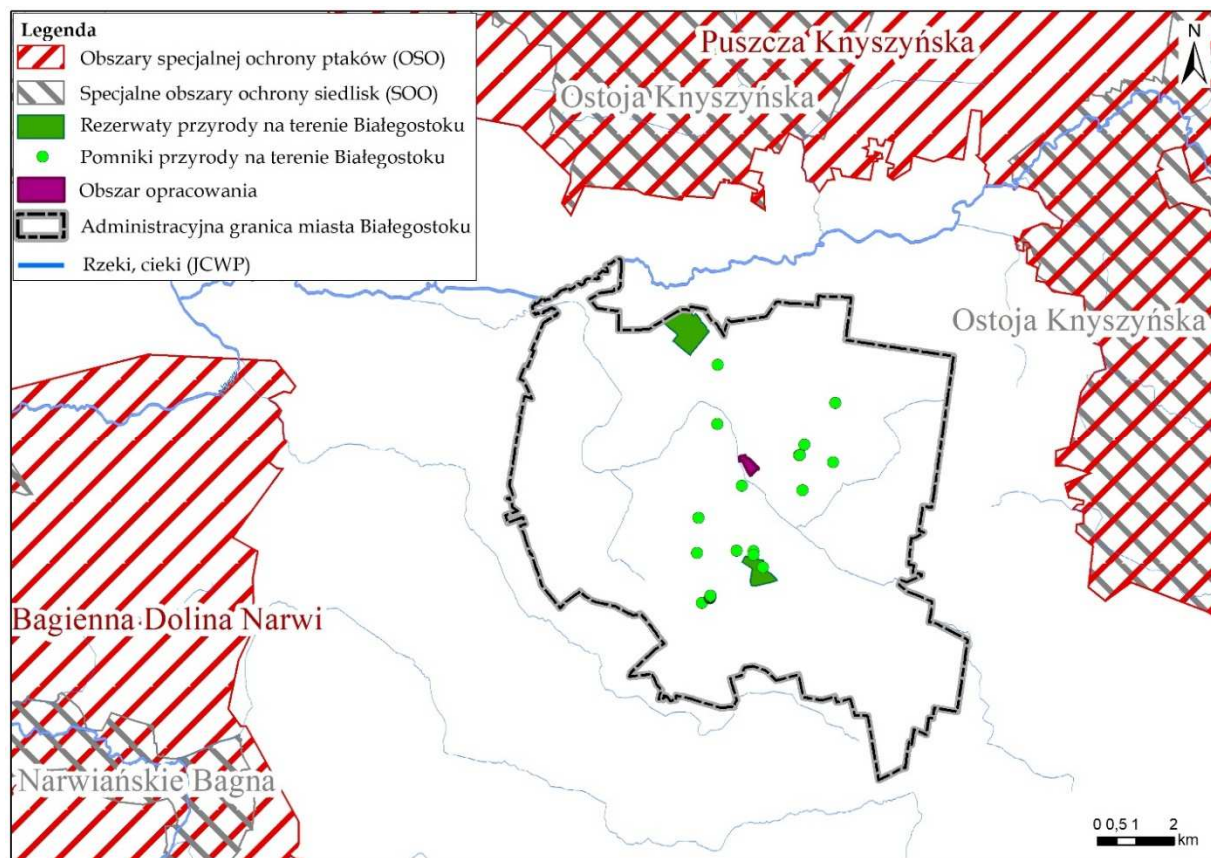 Legenda
Obszary specjalnej ochrony ptaków (OSO)
Specjalne obszary ochrony siedlisk (SOO)
Rezerwaty przyrody na terenie Białegostoku
Pomniki przyrody na terenie Białegostoku
Obszar opracowania
Administracyjna granica miasta Białegostoku
Rzeki, cieki (JCWP)
Puszcza Knyszyńska
Ostoja Knyszyńska
N
Ostoja Knyszyńska
Bagienna Dolina Narwi
Narwiańskie Bagna
0 0,5 1 2
km